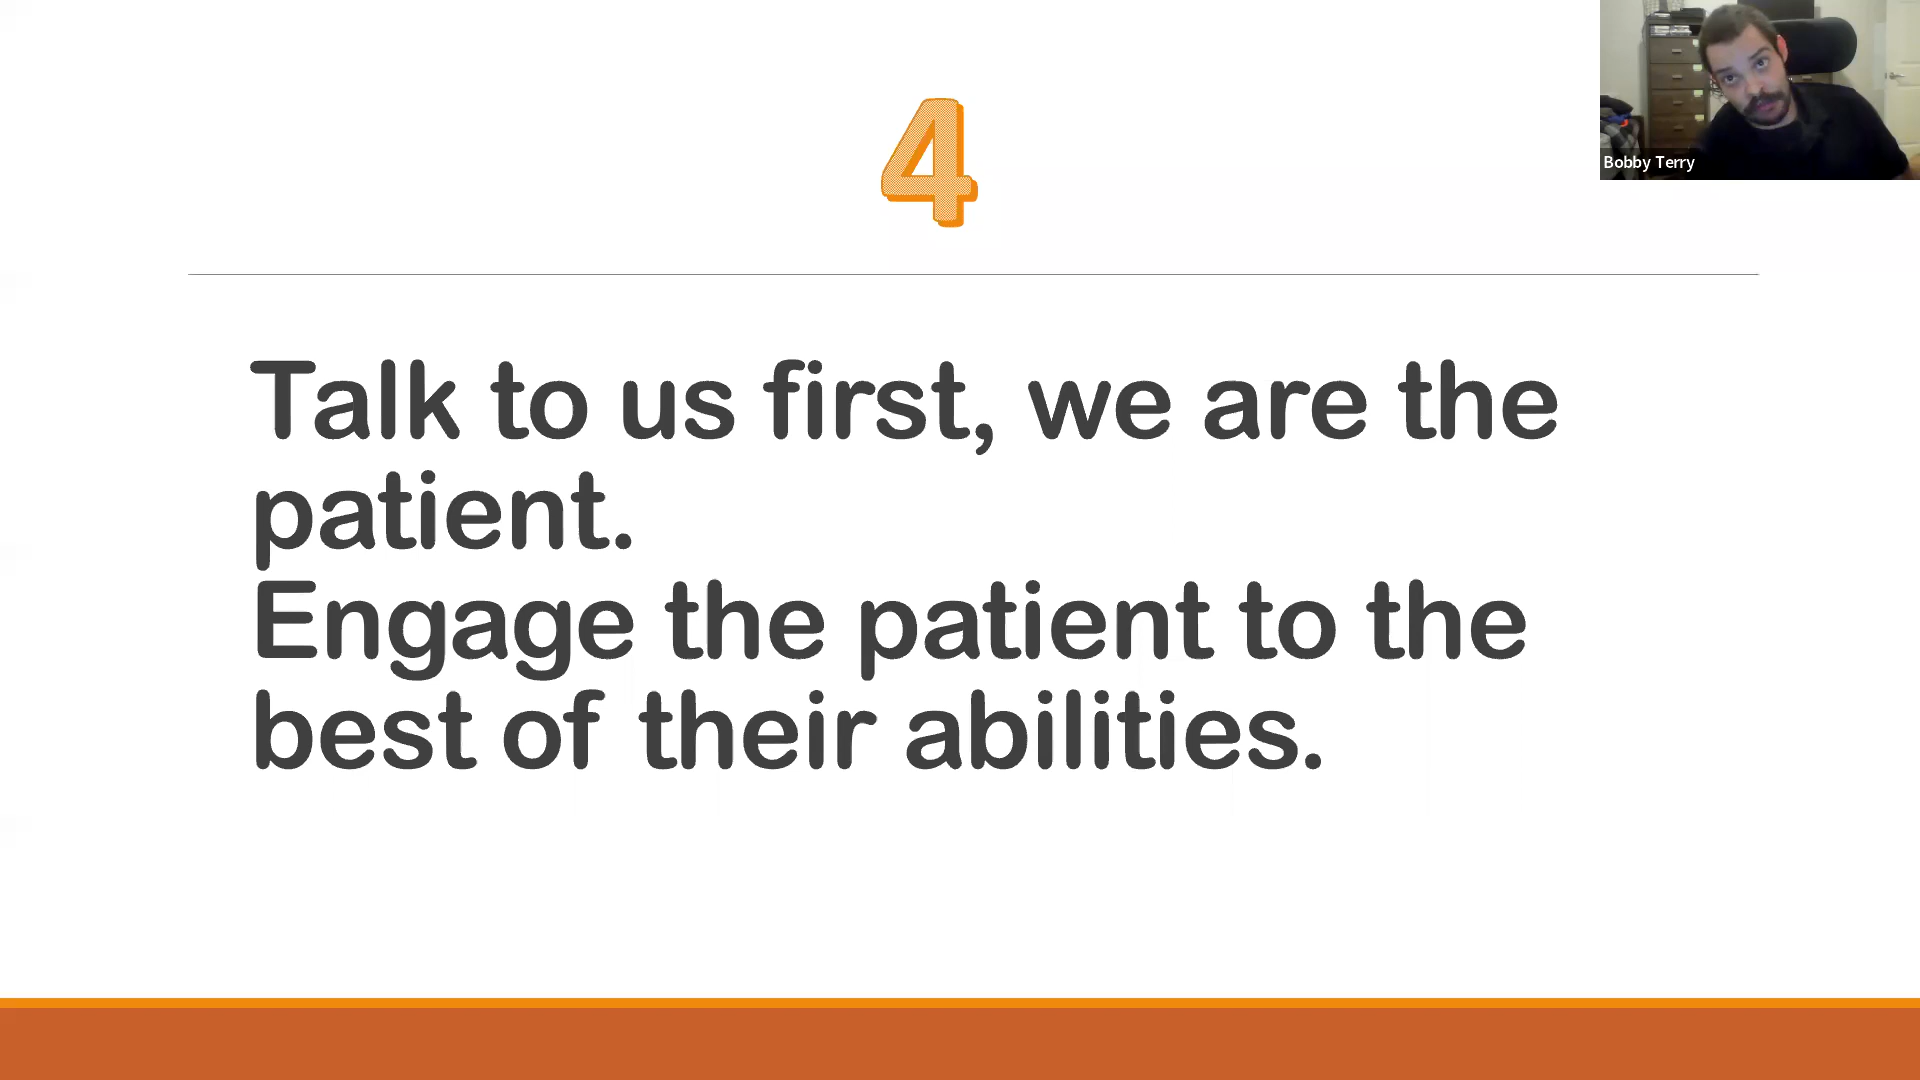 4
Bobby Terry
Talk to us first, we are the
patient.
Engage the patient to the
best of their abilities.